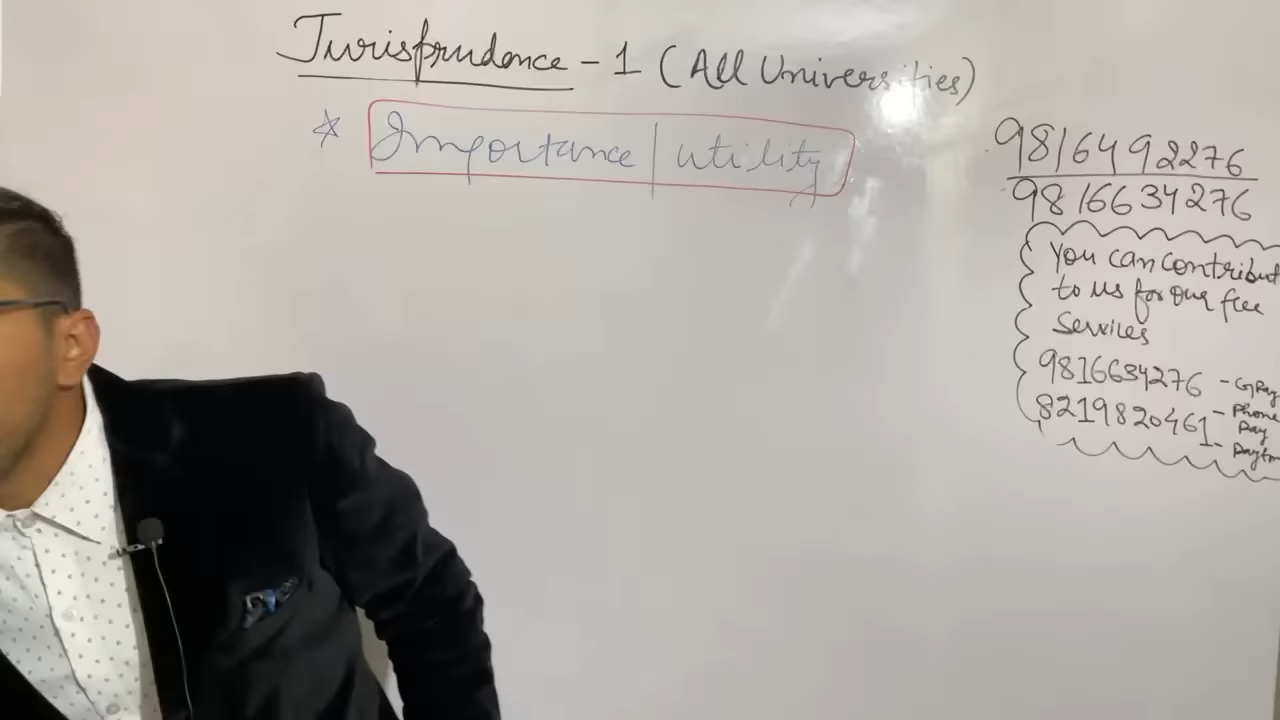 Jurisprudence - 1 (All Universities)
* Importance | utility
9816492276
9816634276
You can contribut
to us for our free
Services
9816634276 - GPay
8219820461 - Phone
Pay
- Paytm